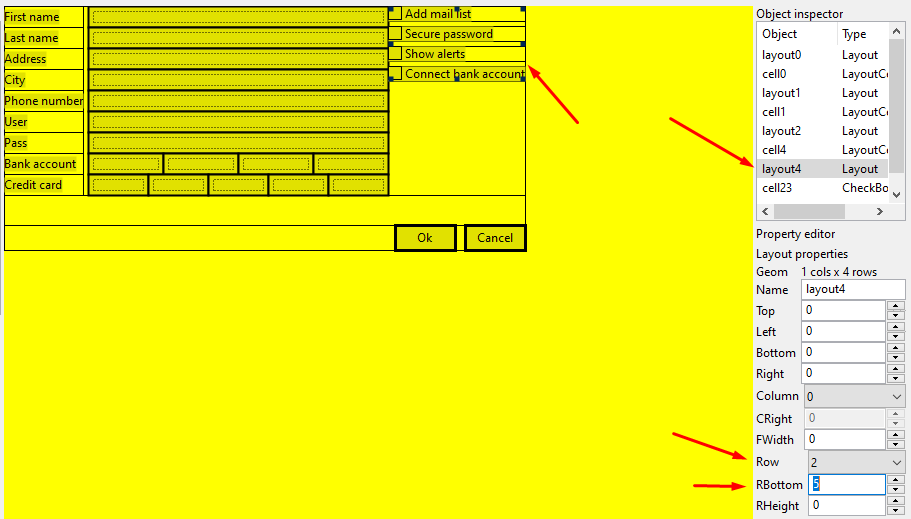 First name
Last name
Address
City
Phone number
User
Pass
Bank account
Credit card
Add mail list
Secure password
Show alerts
Connect bank account
Ok Cancel
Object inspector
Object Type
layout0 Layout
cell0 LayoutCe
layout1 Layout
cell1 LayoutCe
layout2 Layout
cell4 LayoutCe
layout4 Layout
cell23 CheckBo
Property editor
Layout properties
Geom 1 cols x 4 rows
Name layout4
Top 0
Left 0
Bottom 0
Right 0
Column 0
CRight 0
FWidth 0
Row 2
RBottom 5
RHeight 0